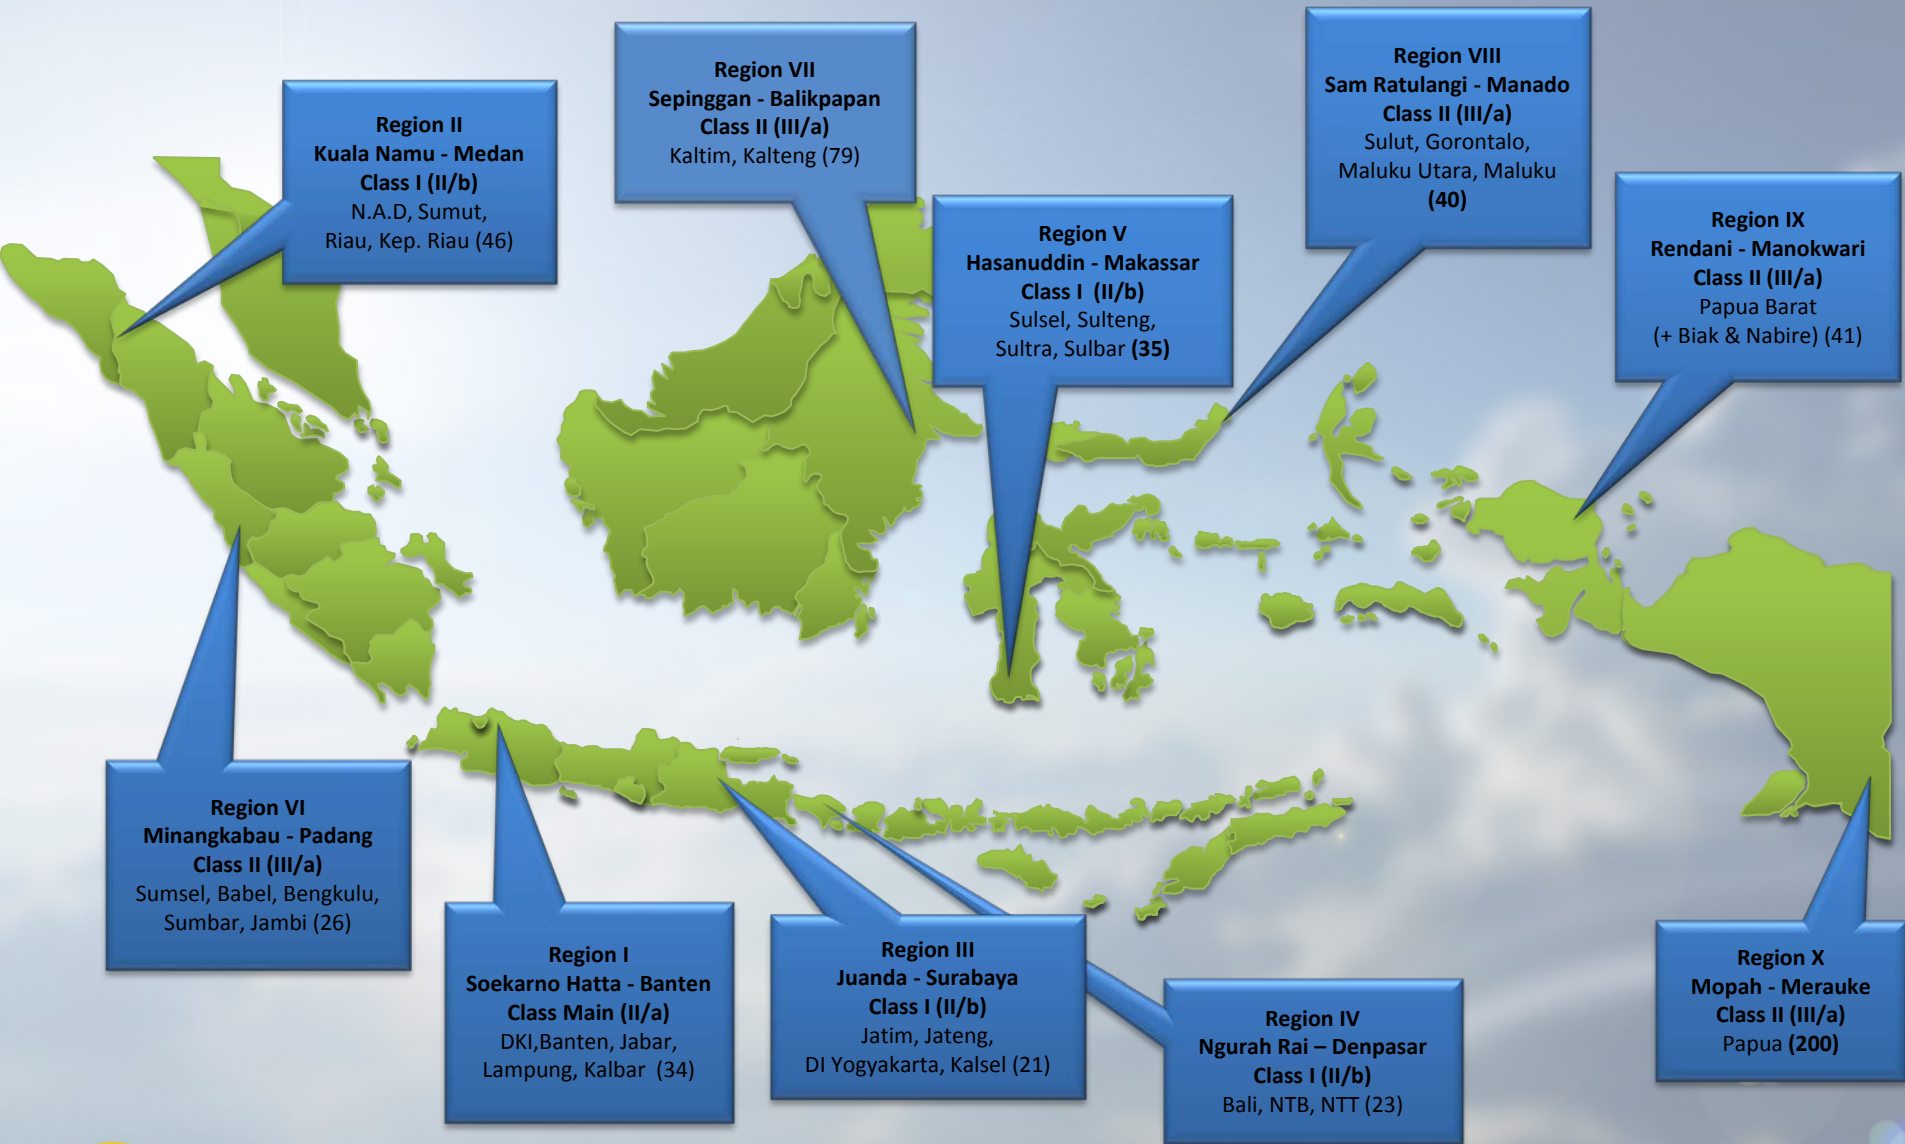 Region II
Kuala Namu - Medan
Class I (II/b)
N.A.D, Sumut,
Riau, Kep. Riau (46)
Region VII
Sepinggan - Balikpapan
Class II (III/a)
Kaltim, Kalteng (79)
Region VIII
Sam Ratulangi - Manado
Class II (III/a)
Sulut, Gorontalo,
Maluku Utara, Maluku
(40)
Region V
Hasanuddin - Makassar
Class I  (II/b)
Sulsel, Sulteng,
Sultra, Sulbar (35)
Region IX
Rendani - Manokwari
Class II (III/a)
Papua Barat
(+ Biak & Nabire) (41)
Region VI
Minangkabau - Padang
Class II (III/a)
Sumsel, Babel, Bengkulu,
Sumbar, Jambi (26)
Region I
Soekarno Hatta - Banten
Class Main (II/a)
DKI,Banten, Jabar,
Lampung, Kalbar  (34)
Region III
Juanda - Surabaya
Class I (II/b)
Jatim, Jateng,
DI Yogyakarta, Kalsel (21)
Region IV
Ngurah Rai – Denpasar
Class I (II/b)
Bali, NTB, NTT (23)
Region X
Mopah - Merauke
Class II (III/a)
Papua (200)